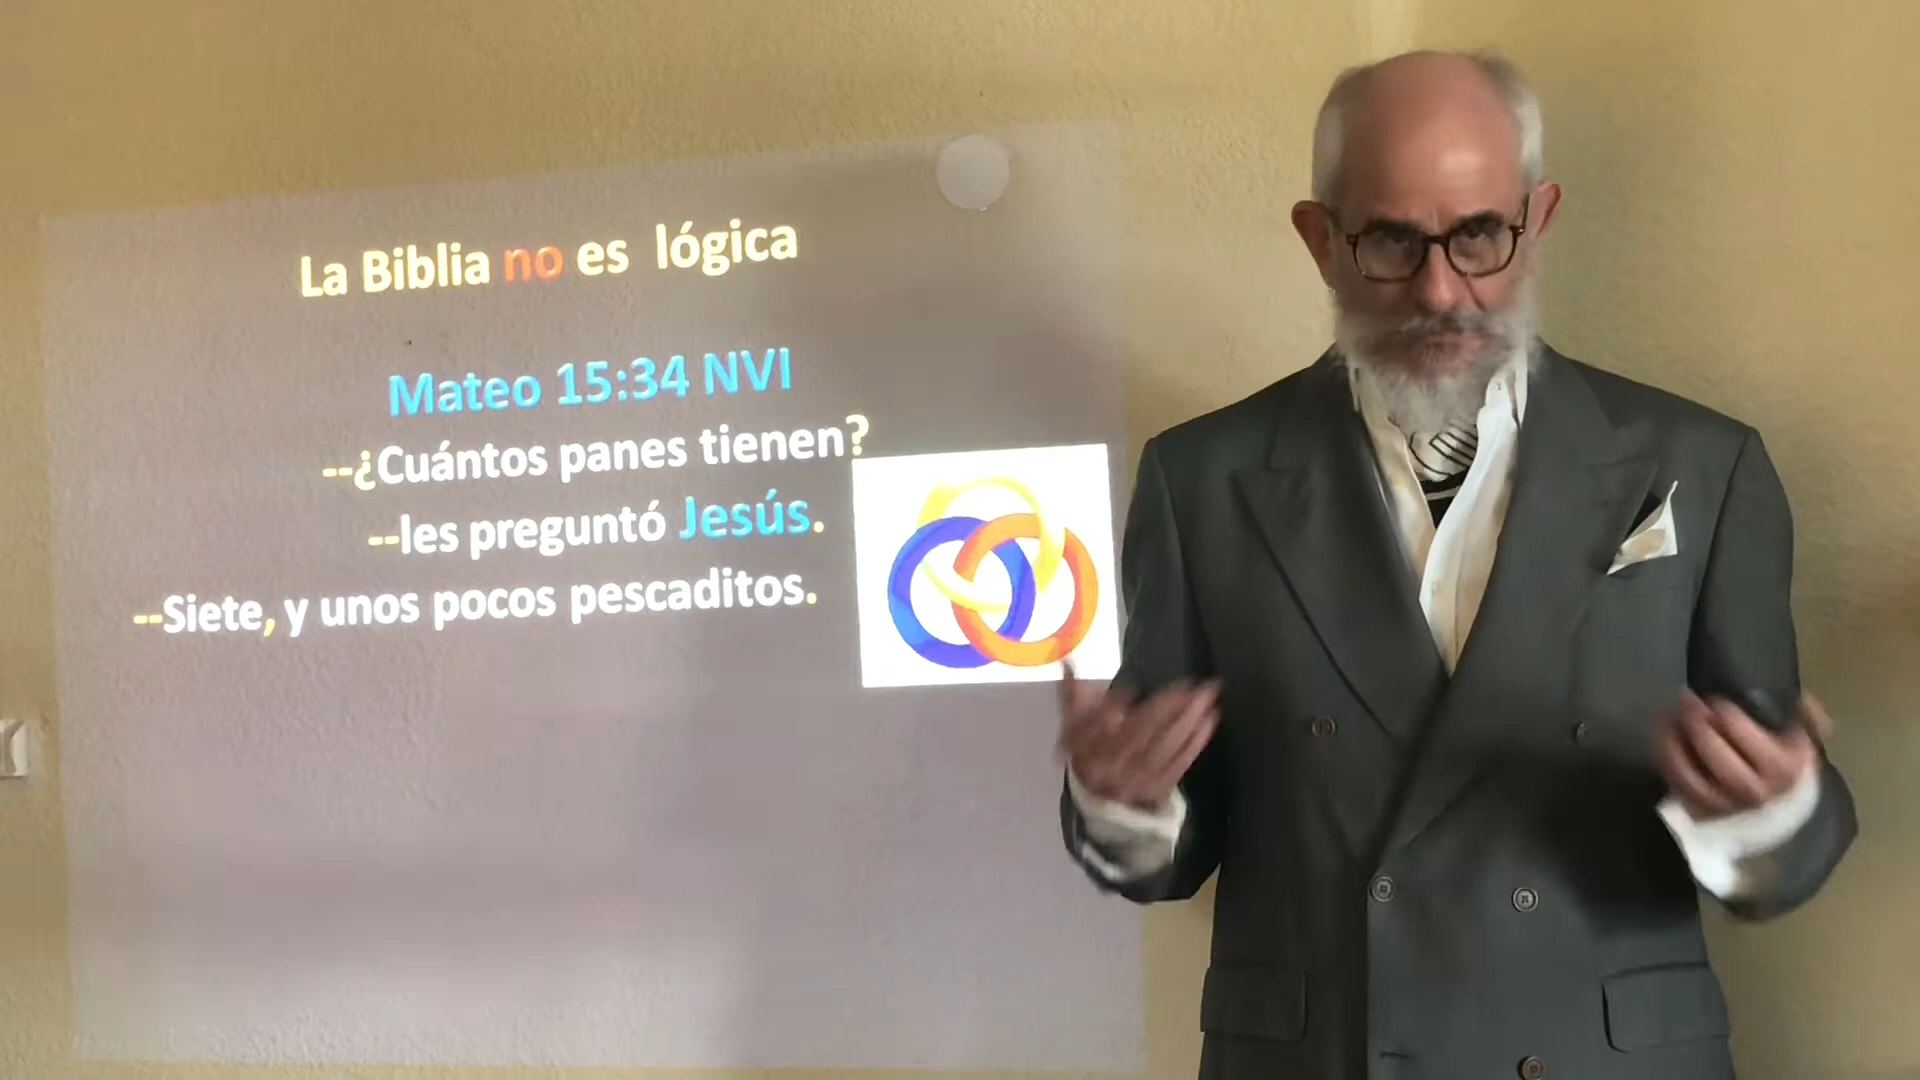 La Biblia no es lógica
Mateo 15:34 NVI
--¿Cuántos panes tienen?
--les preguntó Jesús.
--Siete, y unos pocos pescaditos.